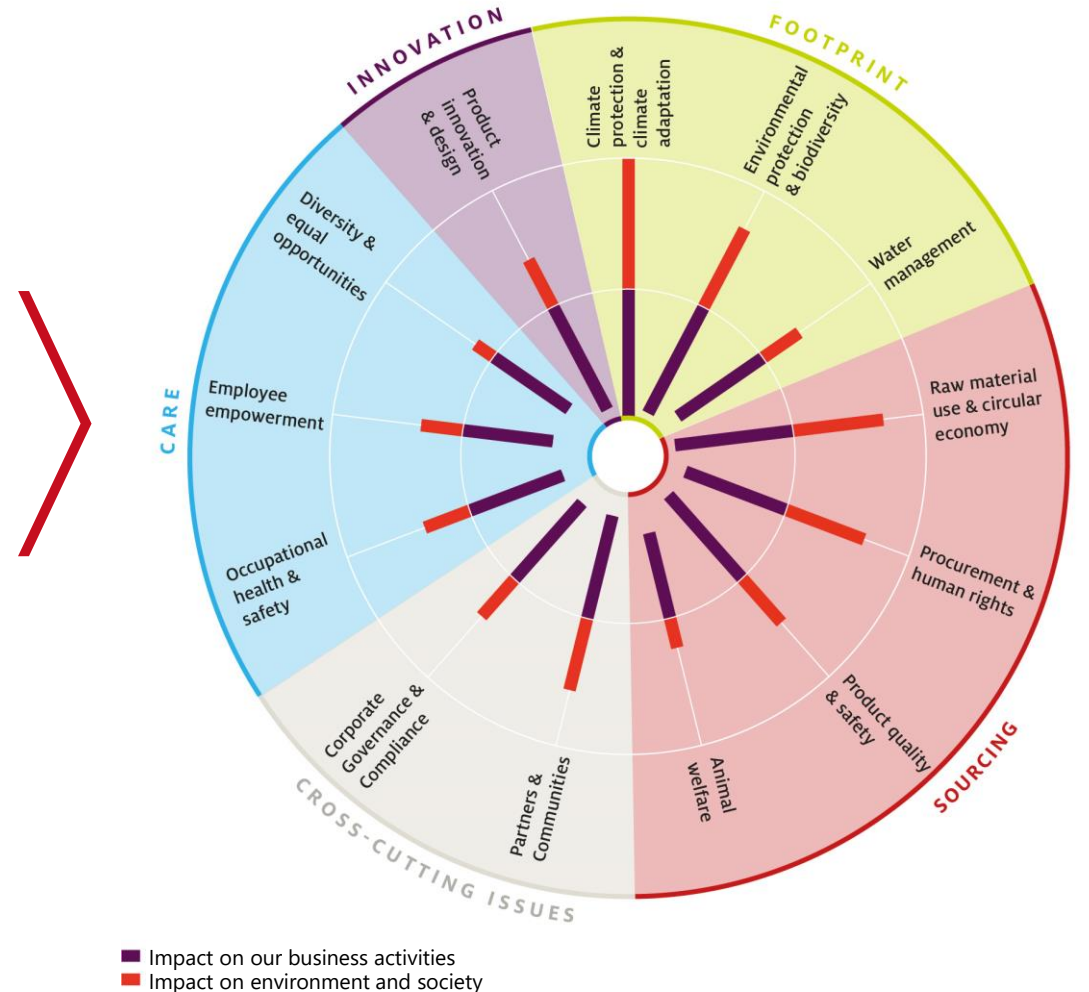 INNOVATION
FOOTPRINT
Product
innovation
& design
Climate
protection &
climate
adaptation
Environmental
protection
& biodiversity
Water
management
Diversity &
equal
opportunities
Employee
empowerment
CARE
Occupational
health &
safety
Raw material
use & circular
economy
Procurement &
human rights
Product quality
& safety
Animal
welfare
SOURCING
Corporate
Governance &
Compliance
Partners &
Communities
CROSS-CUTTING ISSUES
Impact on our business activities
Impact on environment and society